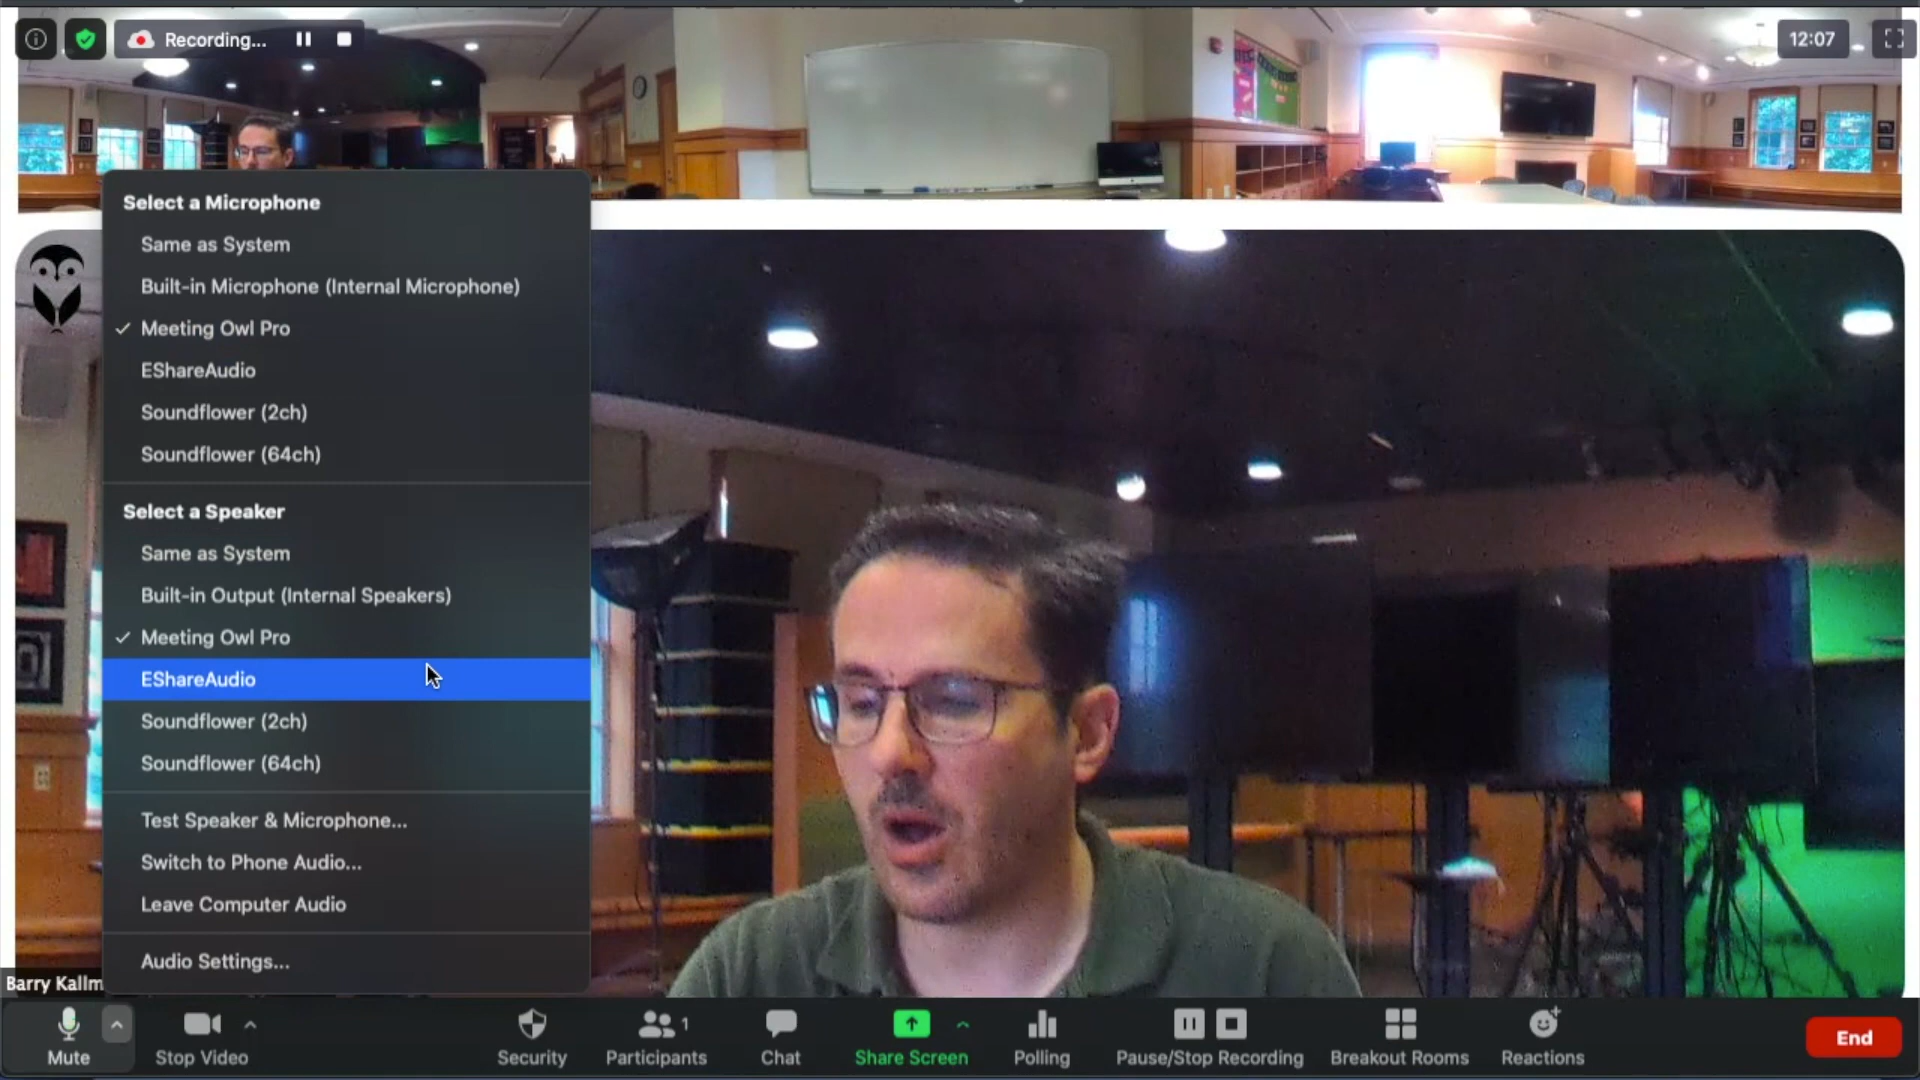 Recording...
12:07
Select a Microphone
Same as System
Built-in Microphone (Internal Microphone)
✓ Meeting Owl Pro
EShareAudio
Soundflower (2ch)
Soundflower (64ch)
Select a Speaker
Same as System
Built-in Output (Internal Speakers)
✓ Meeting Owl Pro
EShareAudio
Soundflower (2ch)
Soundflower (64ch)
Test Speaker & Microphone...
Switch to Phone Audio...
Leave Computer Audio
Audio Settings...
Barry Kallm
Mute
Stop Video
Security
Participants
1
Chat
Share Screen
Polling
Pause/Stop Recording
Breakout Rooms
Reactions
End